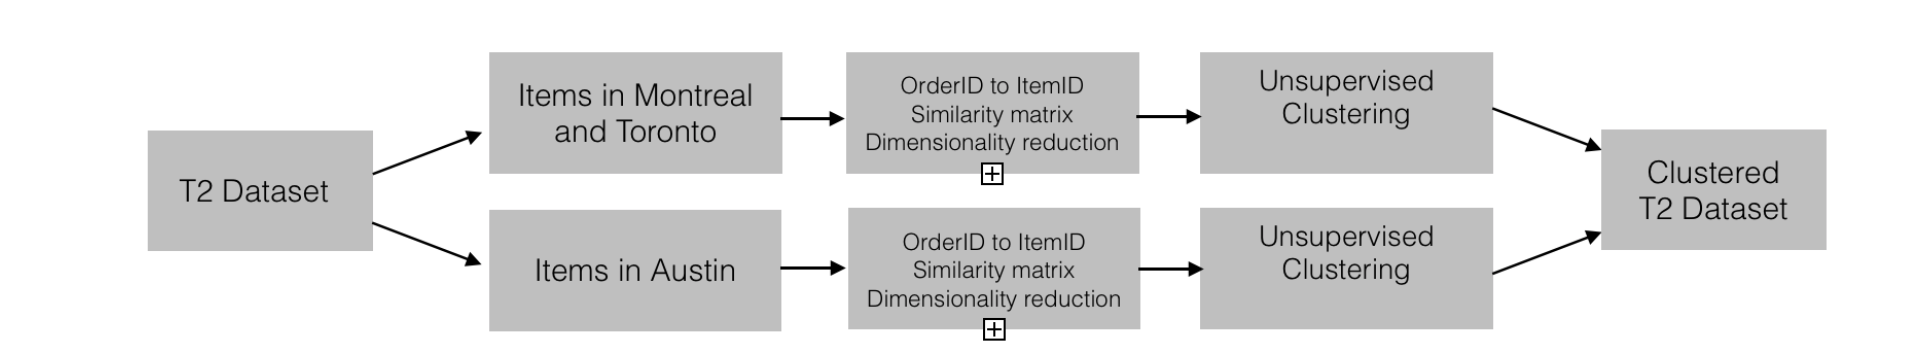 T2 Dataset
Items in Montreal
and Toronto
OrderID to ItemID
Similarity matrix
Dimensionality reduction
Unsupervised
Clustering
Items in Austin
OrderID to ItemID
Similarity matrix
Dimensionality reduction
Unsupervised
Clustering
Clustered
T2 Dataset